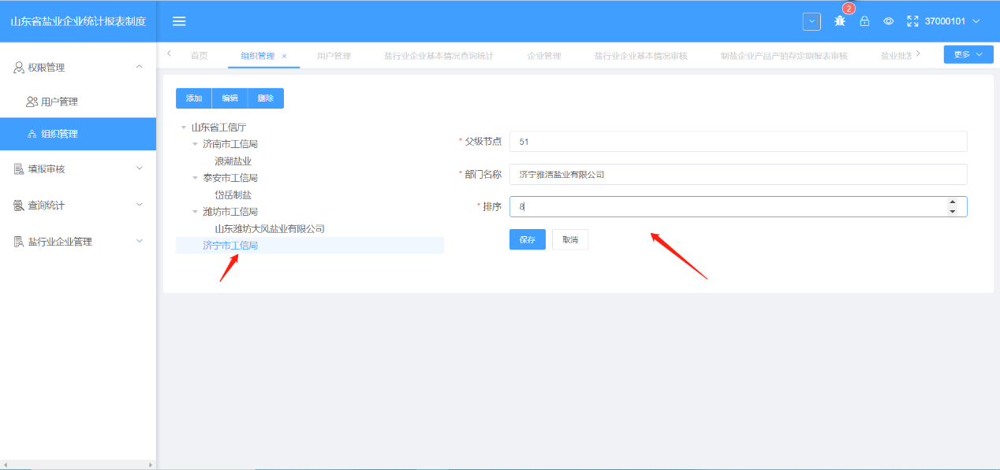 山东省盐业企业统计报表制度
2
37000101
权限管理
用户管理
组织管理
填报审核
查询统计
盐行业企业管理
首页 组织管理 × 用户管理 盐行业企业基本情况查询统计 企业管理 盐行业企业基本情况审核 制盐企业产品产销存定期报表审核 盐业批发
更多
添加 编辑 删除
山东省工信厅
济南市工信局
浪潮盐业
泰安市工信局
岱岳制盐
潍坊市工信局
山东潍坊大风盐业有限公司
济宁市工信局
* 父级节点 51
* 部门名称 济宁雅洁盐业有限公司
* 排序 8
保存 取消